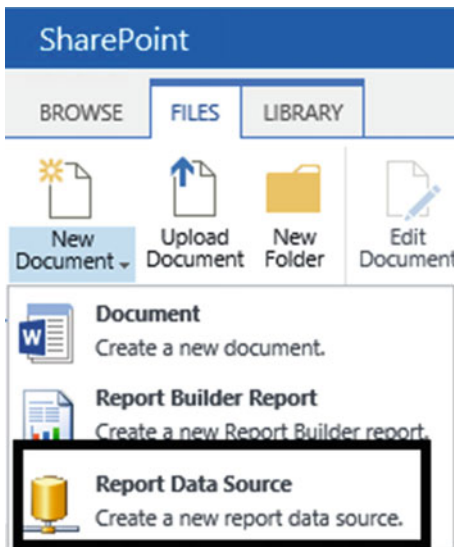 SharePoint
BROWSE FILES LIBRARY
New Document Upload Document New Folder Edit Document
Document
Create a new document.
Report Builder Report
Create a new Report Builder report.
Report Data Source
Create a new report data source.